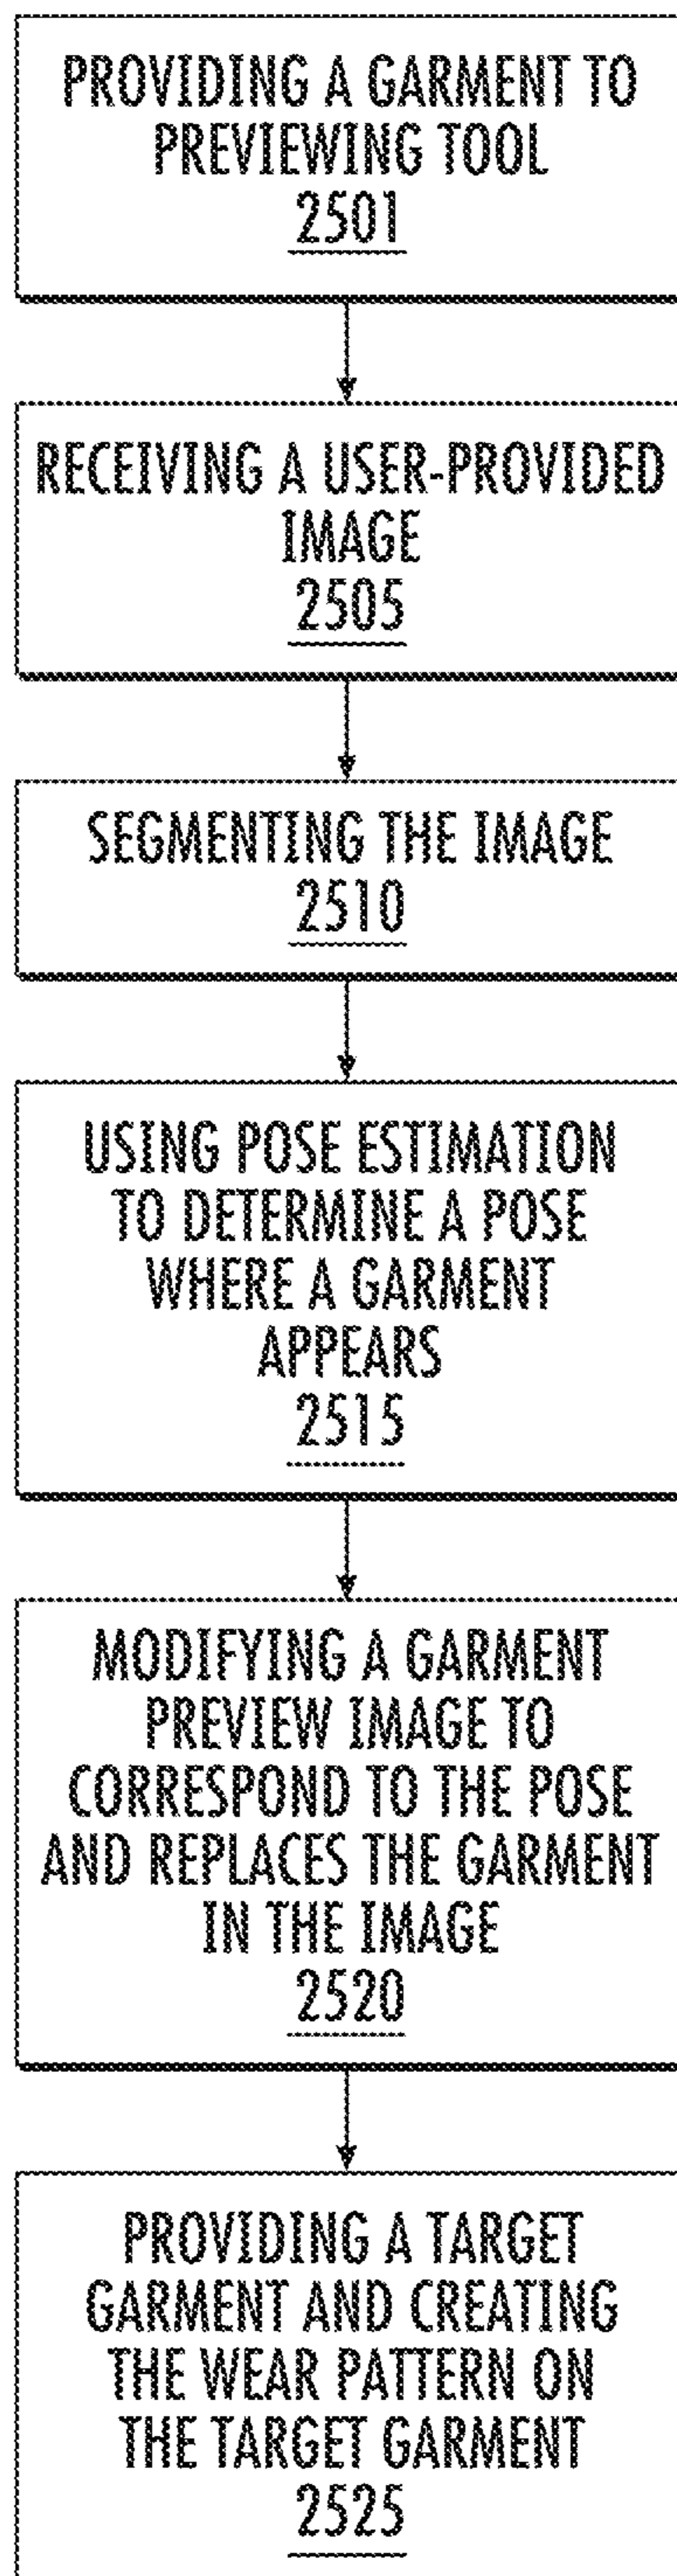 PROVIDING A GARMENT TO
PREVIEWING TOOL
2501
RECEIVING A USER-PROVIDED
IMAGE
2505
SEGMENTING THE IMAGE
2510
USING POSE ESTIMATION
TO DETERMINE A POSE
WHERE A GARMENT
APPEARS
2515
MODIFYING A GARMENT
PREVIEW IMAGE TO
CORRESPOND TO THE POSE
AND REPLACES THE GARMENT
IN THE IMAGE
2520
PROVIDING A TARGET
GARMENT AND CREATING
THE WEAR PATTERN ON
THE TARGET GARMENT
2525